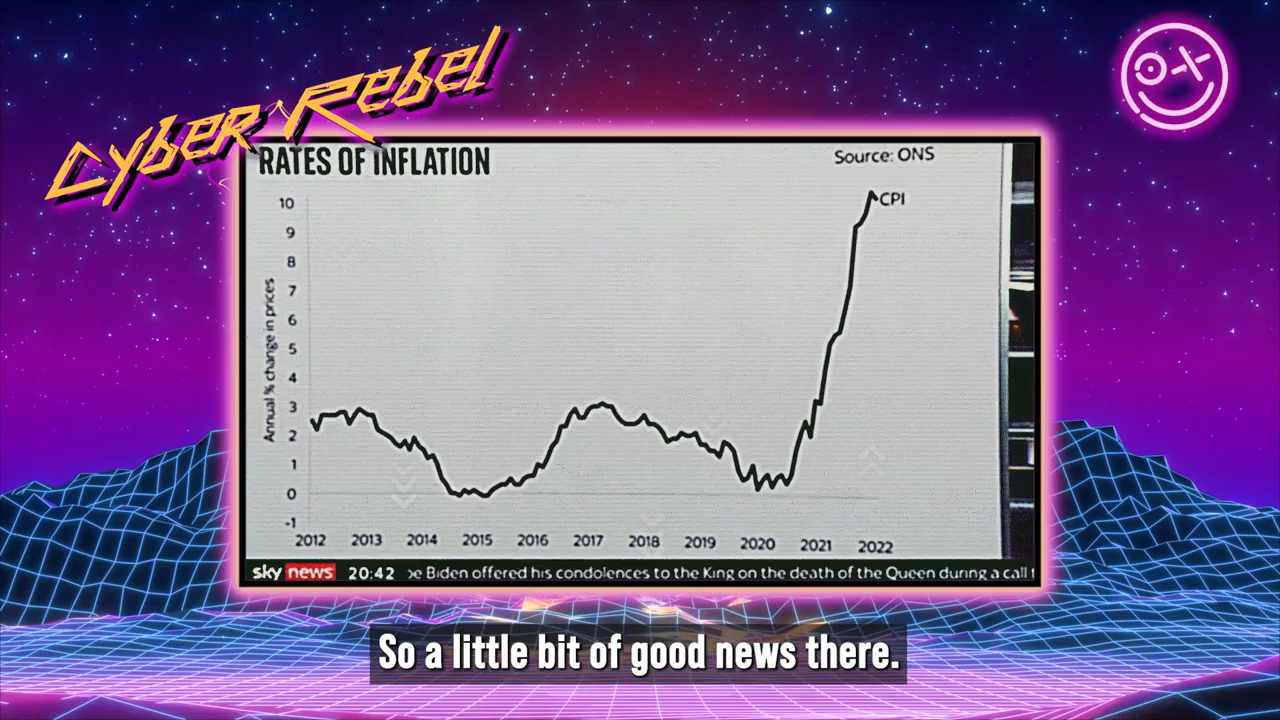 Cyber Rebel
RATES OF INFLATION
Source: ONS
10
CPI
9
8
7
6
5
4
3
2
1
0
-1
Annual % change in prices
2012 2013 2014 2015 2016 2017 2018 2019 2020 2021 2022
sky news 20:42 Biden offered his condolences to the King on the death of the Queen during a call
So a little bit of good news there.